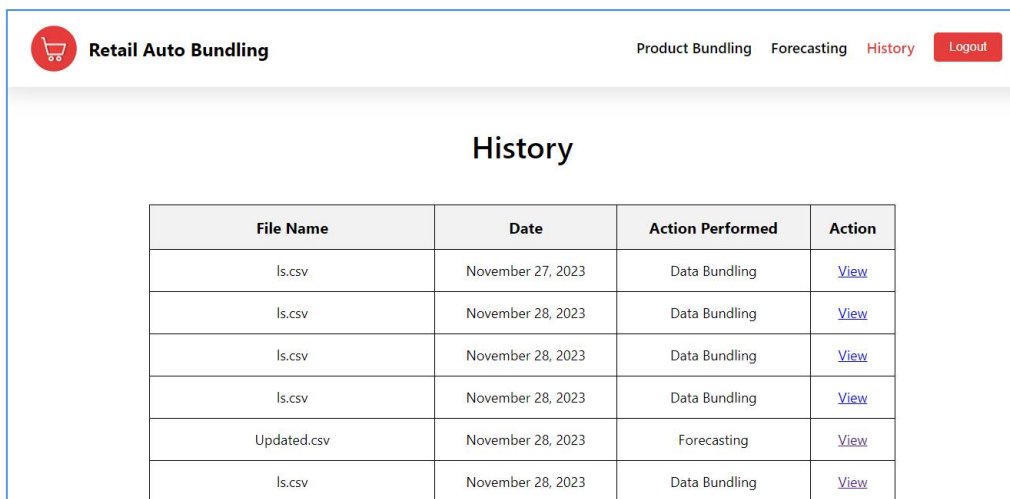 Retail Auto Bundling Product Bundling Forecasting History Logout
History
File Name Date Action Performed Action
ls.csv November 27, 2023 Data Bundling View
ls.csv November 28, 2023 Data Bundling View
ls.csv November 28, 2023 Data Bundling View
ls.csv November 28, 2023 Data Bundling View
Updated.csv November 28, 2023 Forecasting View
ls.csv November 28, 2023 Data Bundling View